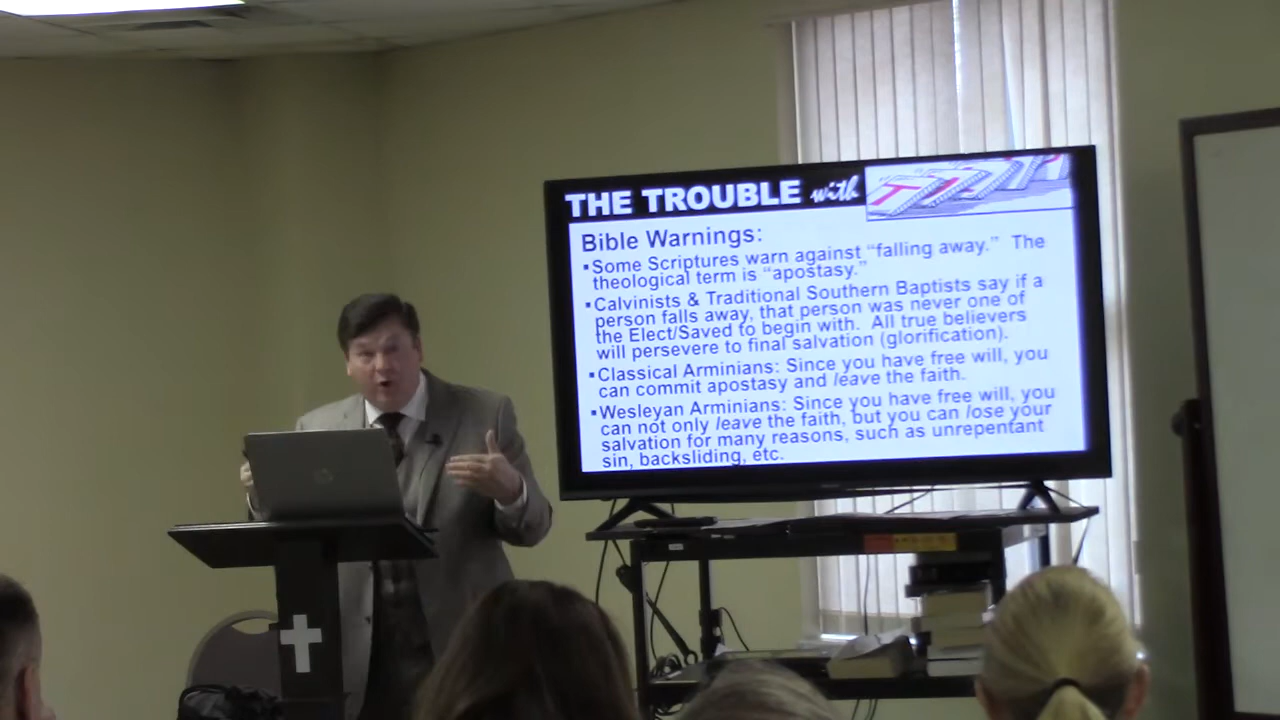 THE TROUBLE with
Bible Warnings:
▪Some Scriptures warn against “falling away.” The
theological term is “apostasy.”
▪Calvinists & Traditional Southern Baptists say if a
person falls away, that person was never one of
the Elect/Saved to begin with. All true believers
will persevere to final salvation (glorification).
▪Classical Arminians: Since you have free will, you
can commit apostasy and leave the faith.
▪Wesleyan Arminians: Since you have free will, you
can not only leave the faith, but you can lose your
salvation for many reasons, such as unrepentant
sin, backsliding, etc.
hp